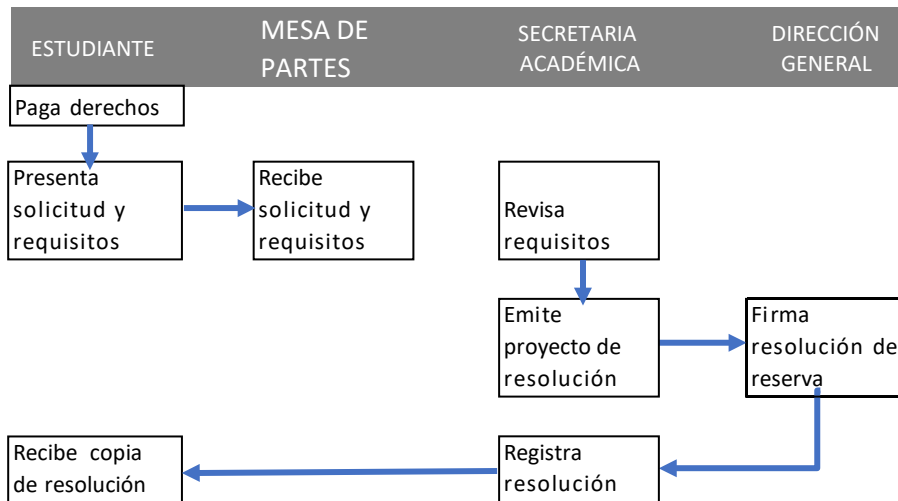 ESTUDIANTE
MESA DE
PARTES
SECRETARIA
ACADÉMICA
DIRECCIÓN
GENERAL
Paga derechos
Presenta
solicitud y
requisitos
Recibe
solicitud y
requisitos
Revisa
requisitos
Emite
proyecto de
resolución
Firma
resolución de
reserva
Recibe copia
de resolución
Registra
resolución